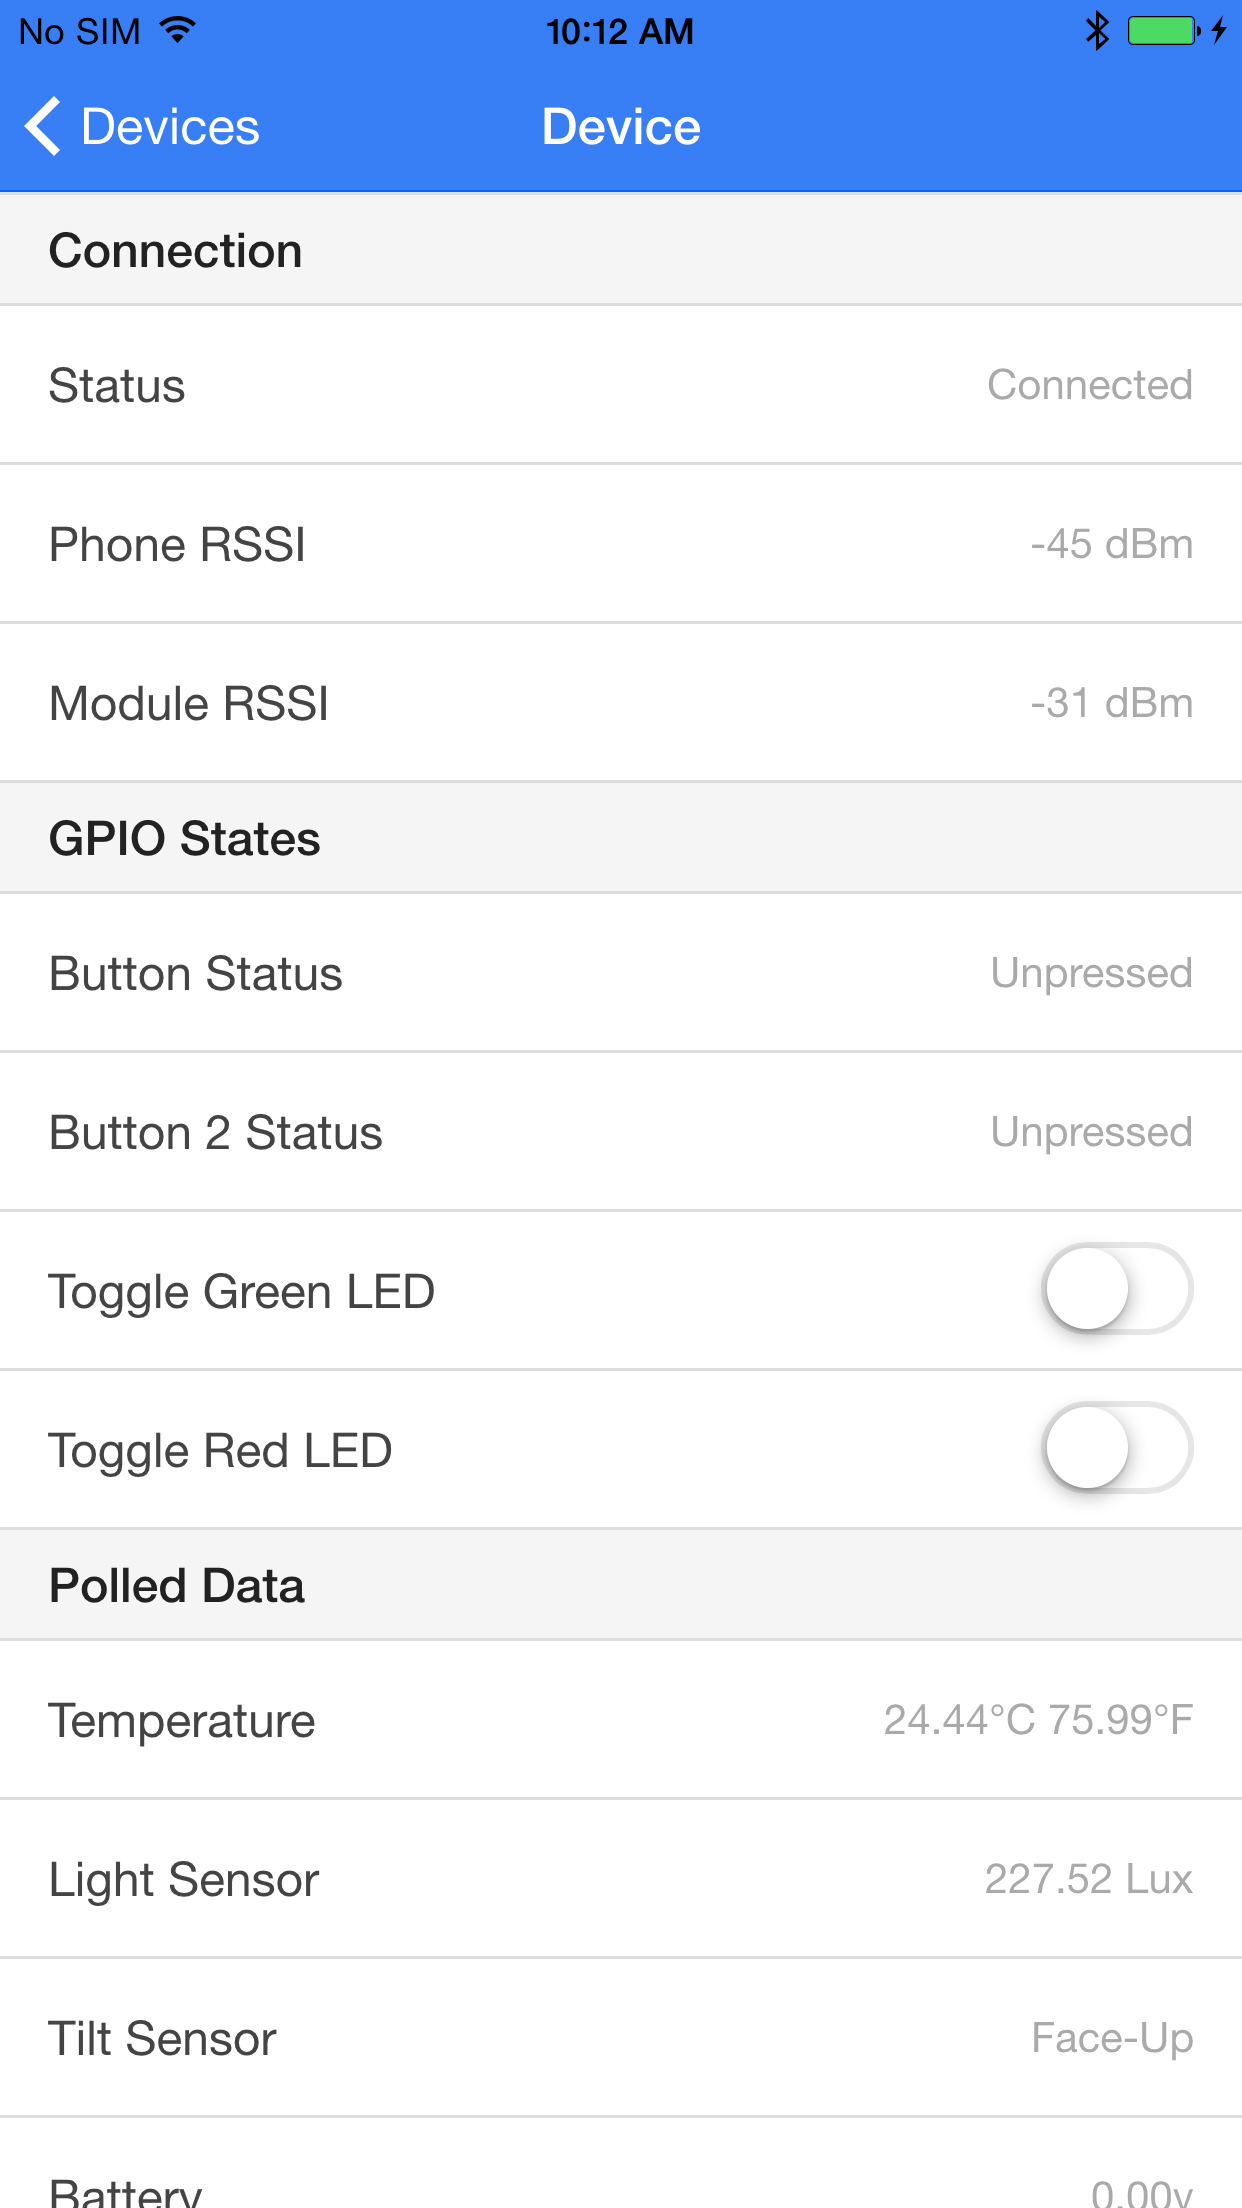 No SIM 10:12 AM
Devices Device
Connection
Status Connected
Phone RSSI -45 dBm
Module RSSI -31 dBm
GPIO States
Button Status Unpressed
Button 2 Status Unpressed
Toggle Green LED
Toggle Red LED
Polled Data
Temperature 24.44°C 75.99°F
Light Sensor 227.52 Lux
Tilt Sensor Face-Up
Battery 0.00v